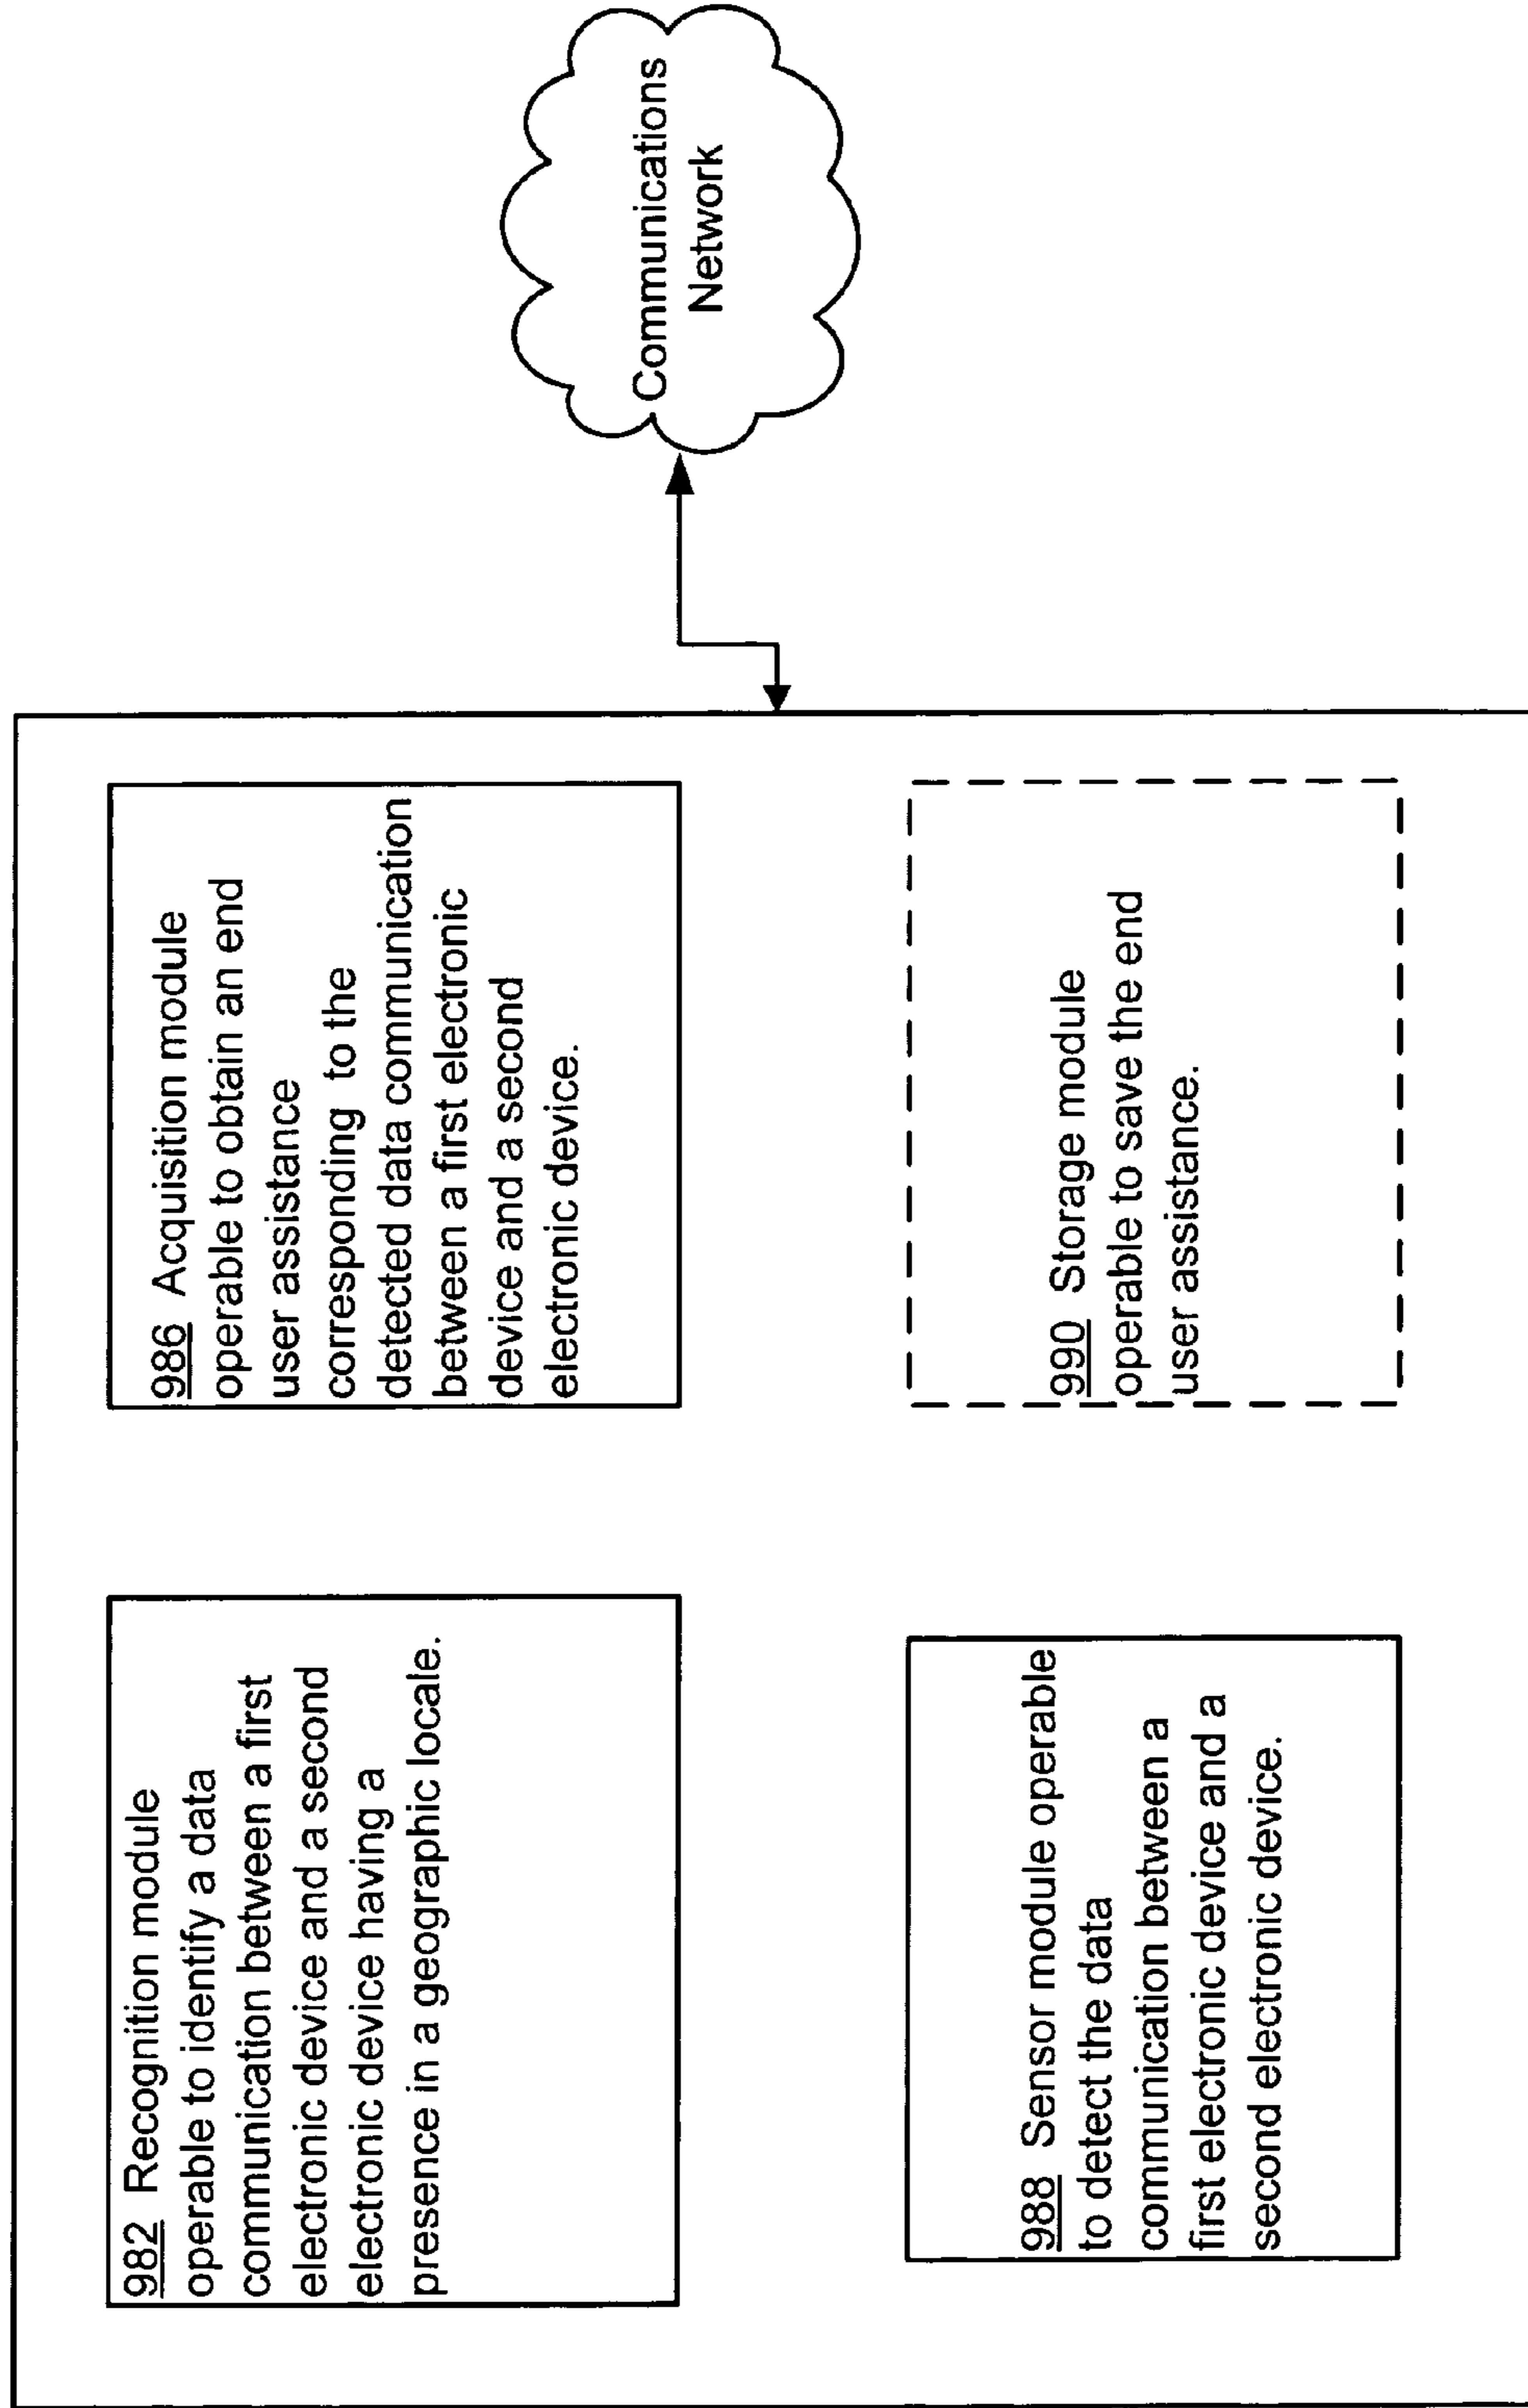 982 Recognition module
operable to identify a data
communication between a first
electronic device and a second
electronic device having a
presence in a geographic locale.
986 Acquisition module
operable to obtain an end
user assistance
corresponding to the
detected data communication
between a first electronic
device and a second
electronic device.
988 Sensor module operable
to detect the data
communication between a
first electronic device and a
second electronic device.
990 Storage module
operable to save the end
user assistance.
Communications
Network